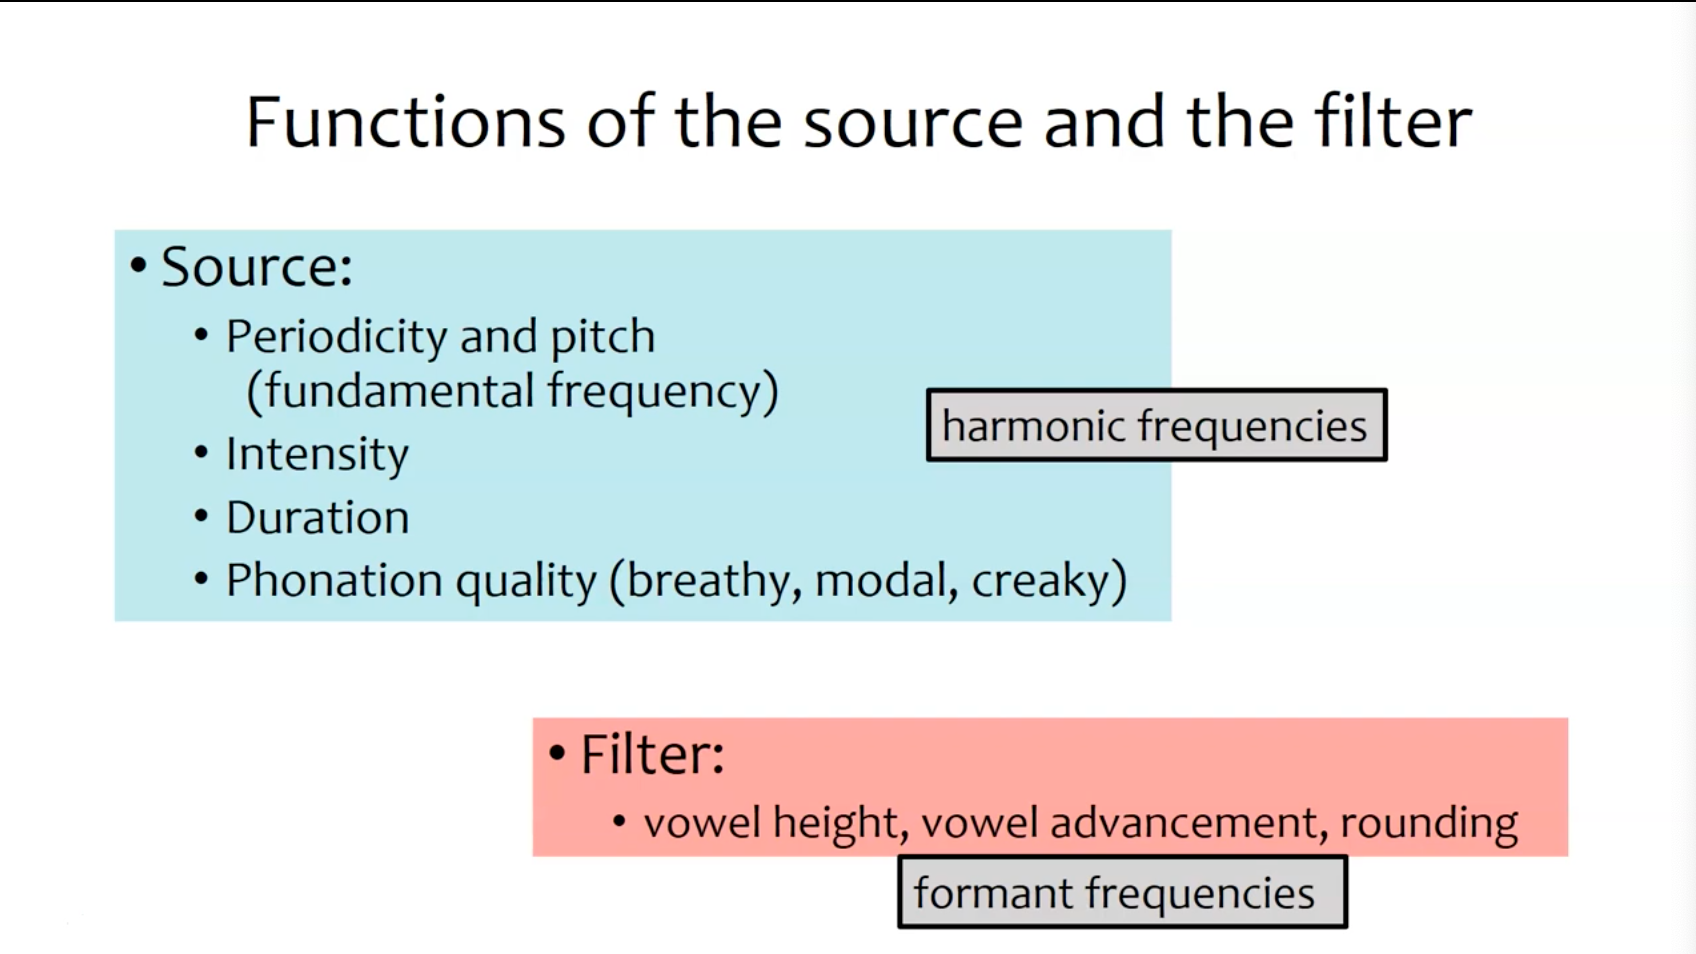 Functions of the source and the filter
• Source:
• Periodicity and pitch
(fundamental frequency)
harmonic frequencies
• Intensity
• Duration
• Phonation quality (breathy, modal, creaky)
• Filter:
• vowel height, vowel advancement, rounding
formant frequencies